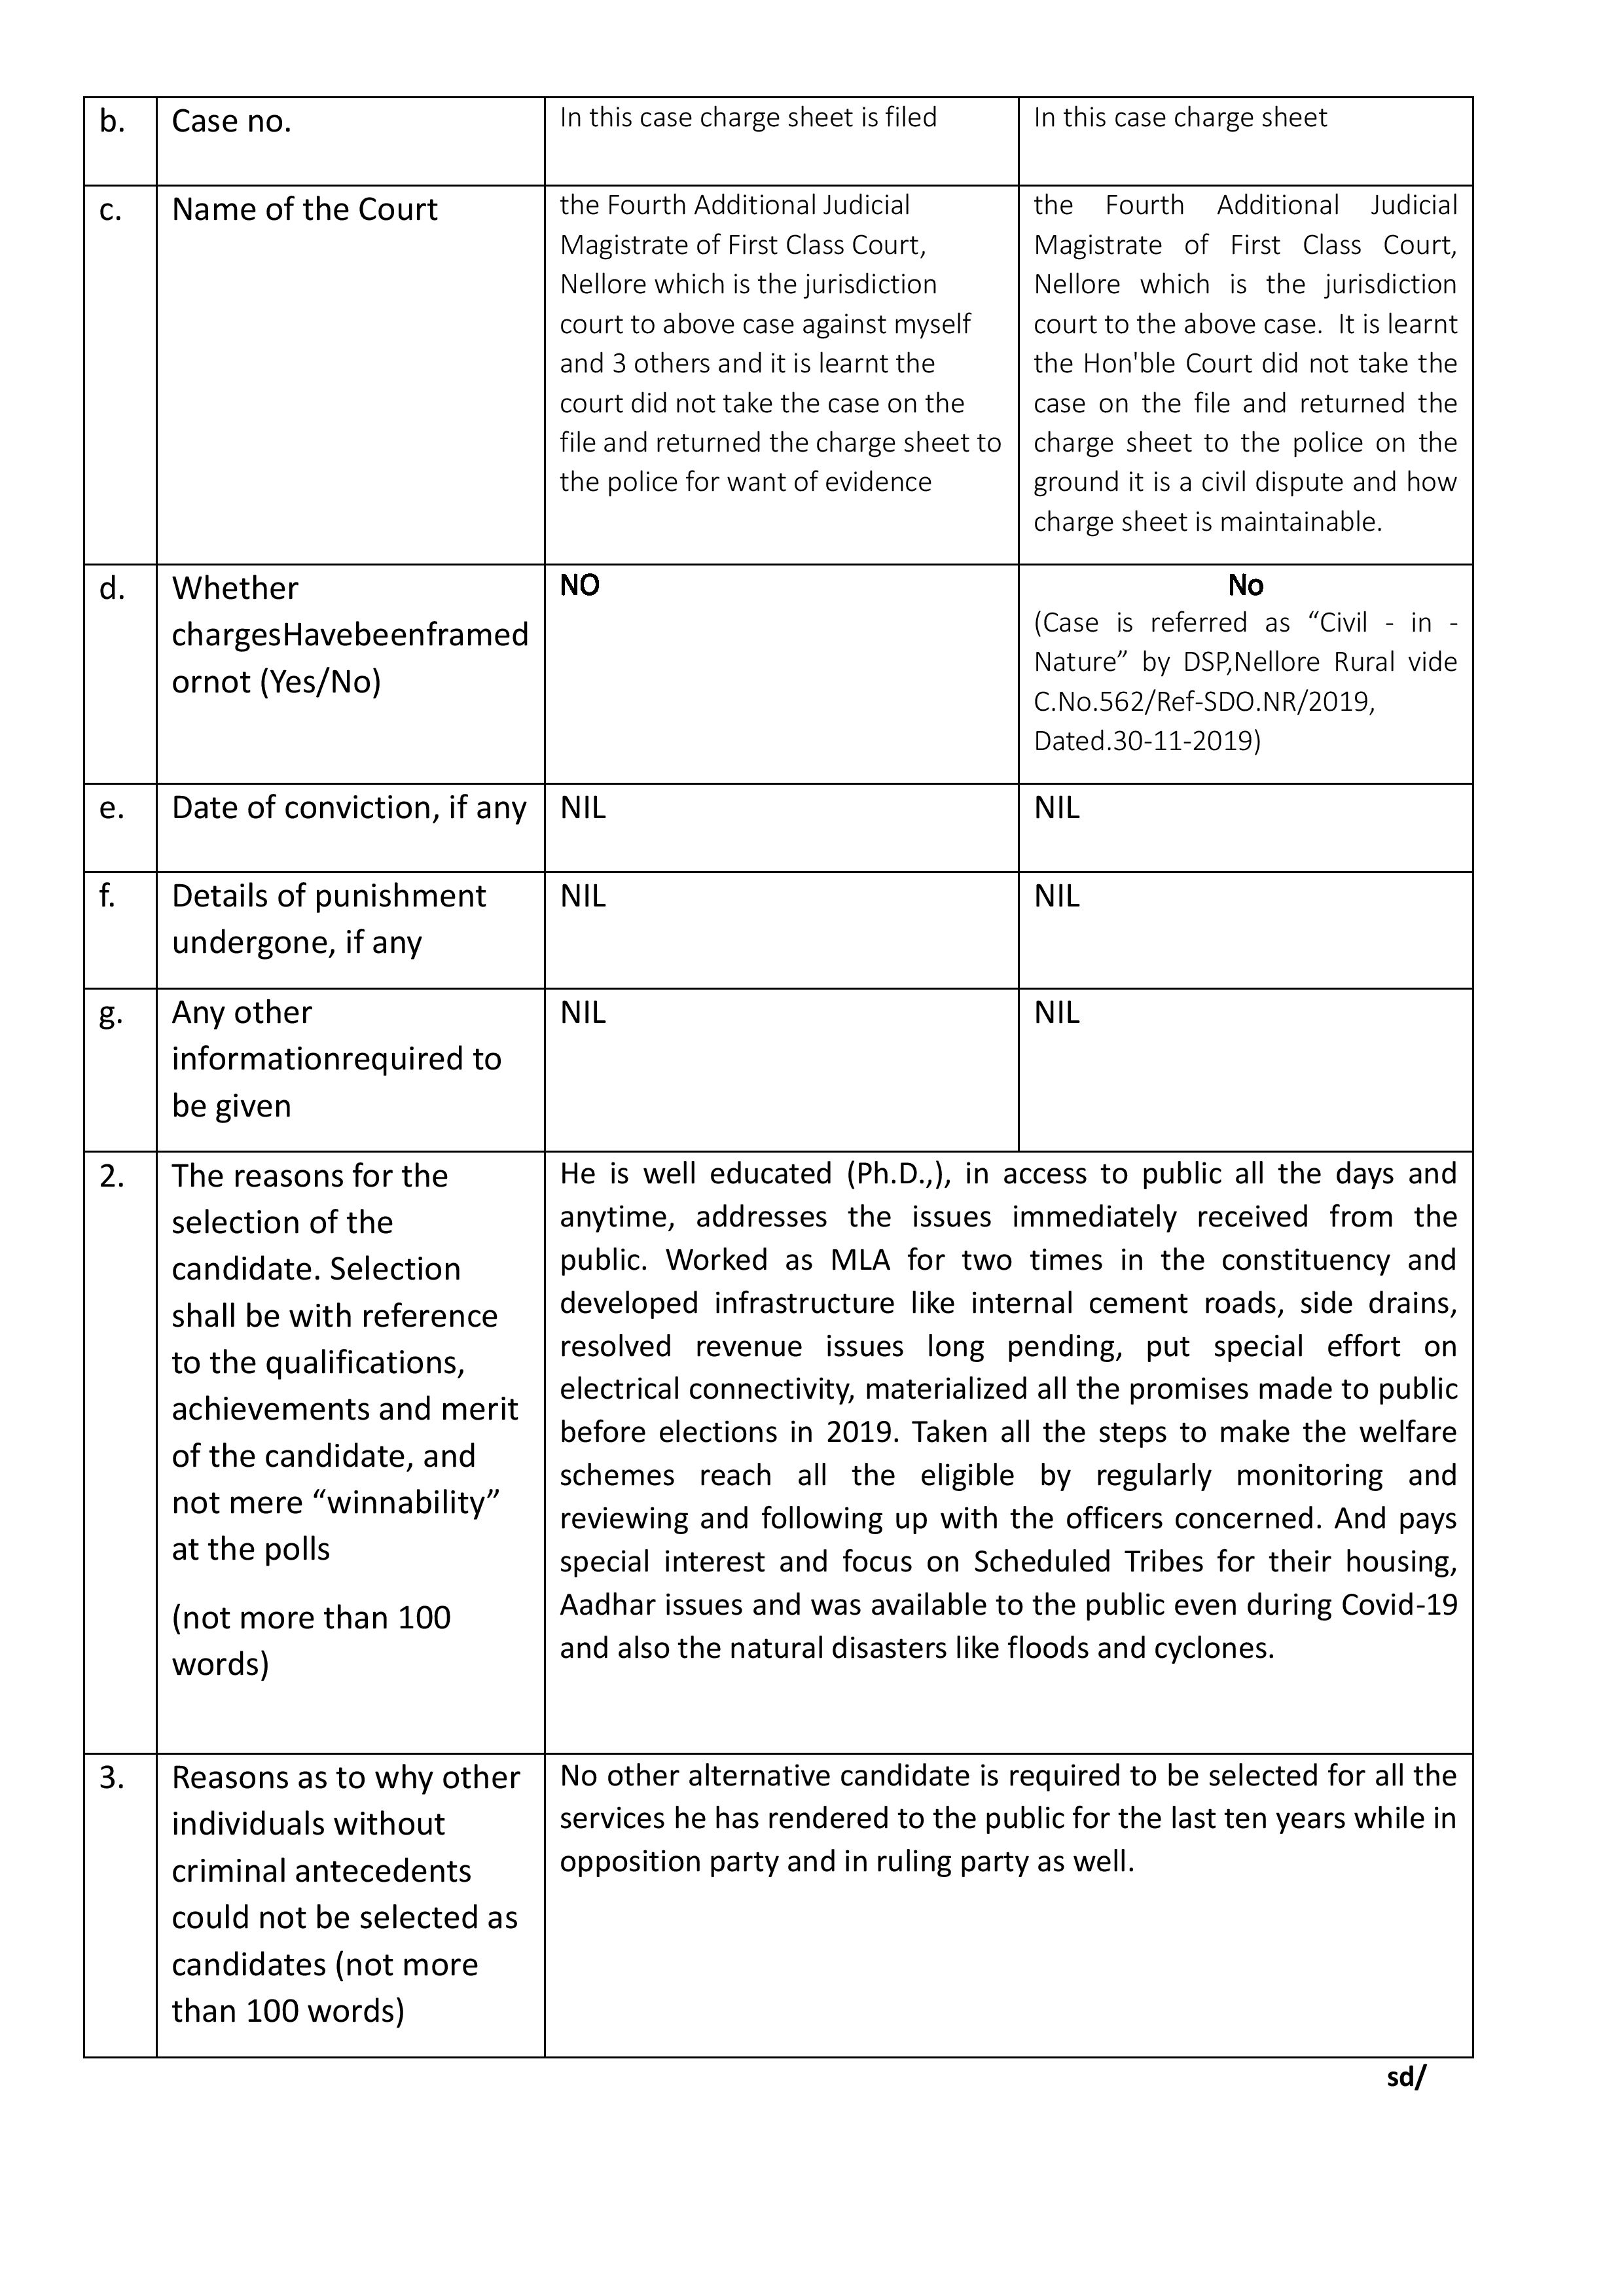 b.
Case no.
In this case charge sheet is filed
In this case charge sheet
c.
Name of the Court
the Fourth Additional Judicial
Magistrate of First Class Court,
Nellore which is the jurisdiction
court to above case against myself
and 3 others and it is learnt the
court did not take the case on the
file and returned the charge sheet to
the police for want of evidence
the Fourth Additional Judicial
Magistrate of First Class Court,
Nellore which is the jurisdiction
court to the above case. It is learnt
the Hon'ble Court did not take the
case on the file and returned the
charge sheet to the police on the
ground it is a civil dispute and how
charge sheet is maintainable.
d.
Whether
chargesHavebeenframed
ornot (Yes/No)
NO
No
(Case is referred as “Civil - in -
Nature” by DSP,Nellore Rural vide
C.No.562/Ref-SDO.NR/2019,
Dated.30-11-2019)
e.
Date of conviction, if any
NIL
NIL
f.
Details of punishment
undergone, if any
NIL
NIL
g.
Any other
informationrequired to
be given
NIL
NIL
2.
The reasons for the
selection of the
candidate. Selection
shall be with reference
to the qualifications,
achievements and merit
of the candidate, and
not mere “winnability”
at the polls
(not more than 100
words)
He is well educated (Ph.D.,), in access to public all the days and
anytime, addresses the issues immediately received from the
public. Worked as MLA for two times in the constituency and
developed infrastructure like internal cement roads, side drains,
resolved revenue issues long pending, put special effort on
electrical connectivity, materialized all the promises made to public
before elections in 2019. Taken all the steps to make the welfare
schemes reach all the eligible by regularly monitoring and
reviewing and following up with the officers concerned. And pays
special interest and focus on Scheduled Tribes for their housing,
Aadhar issues and was available to the public even during Covid-19
and also the natural disasters like floods and cyclones.
3.
Reasons as to why other
individuals without
criminal antecedents
could not be selected as
candidates (not more
than 100 words)
No other alternative candidate is required to be selected for all the
services he has rendered to the public for the last ten years while in
opposition party and in ruling party as well.
sd/